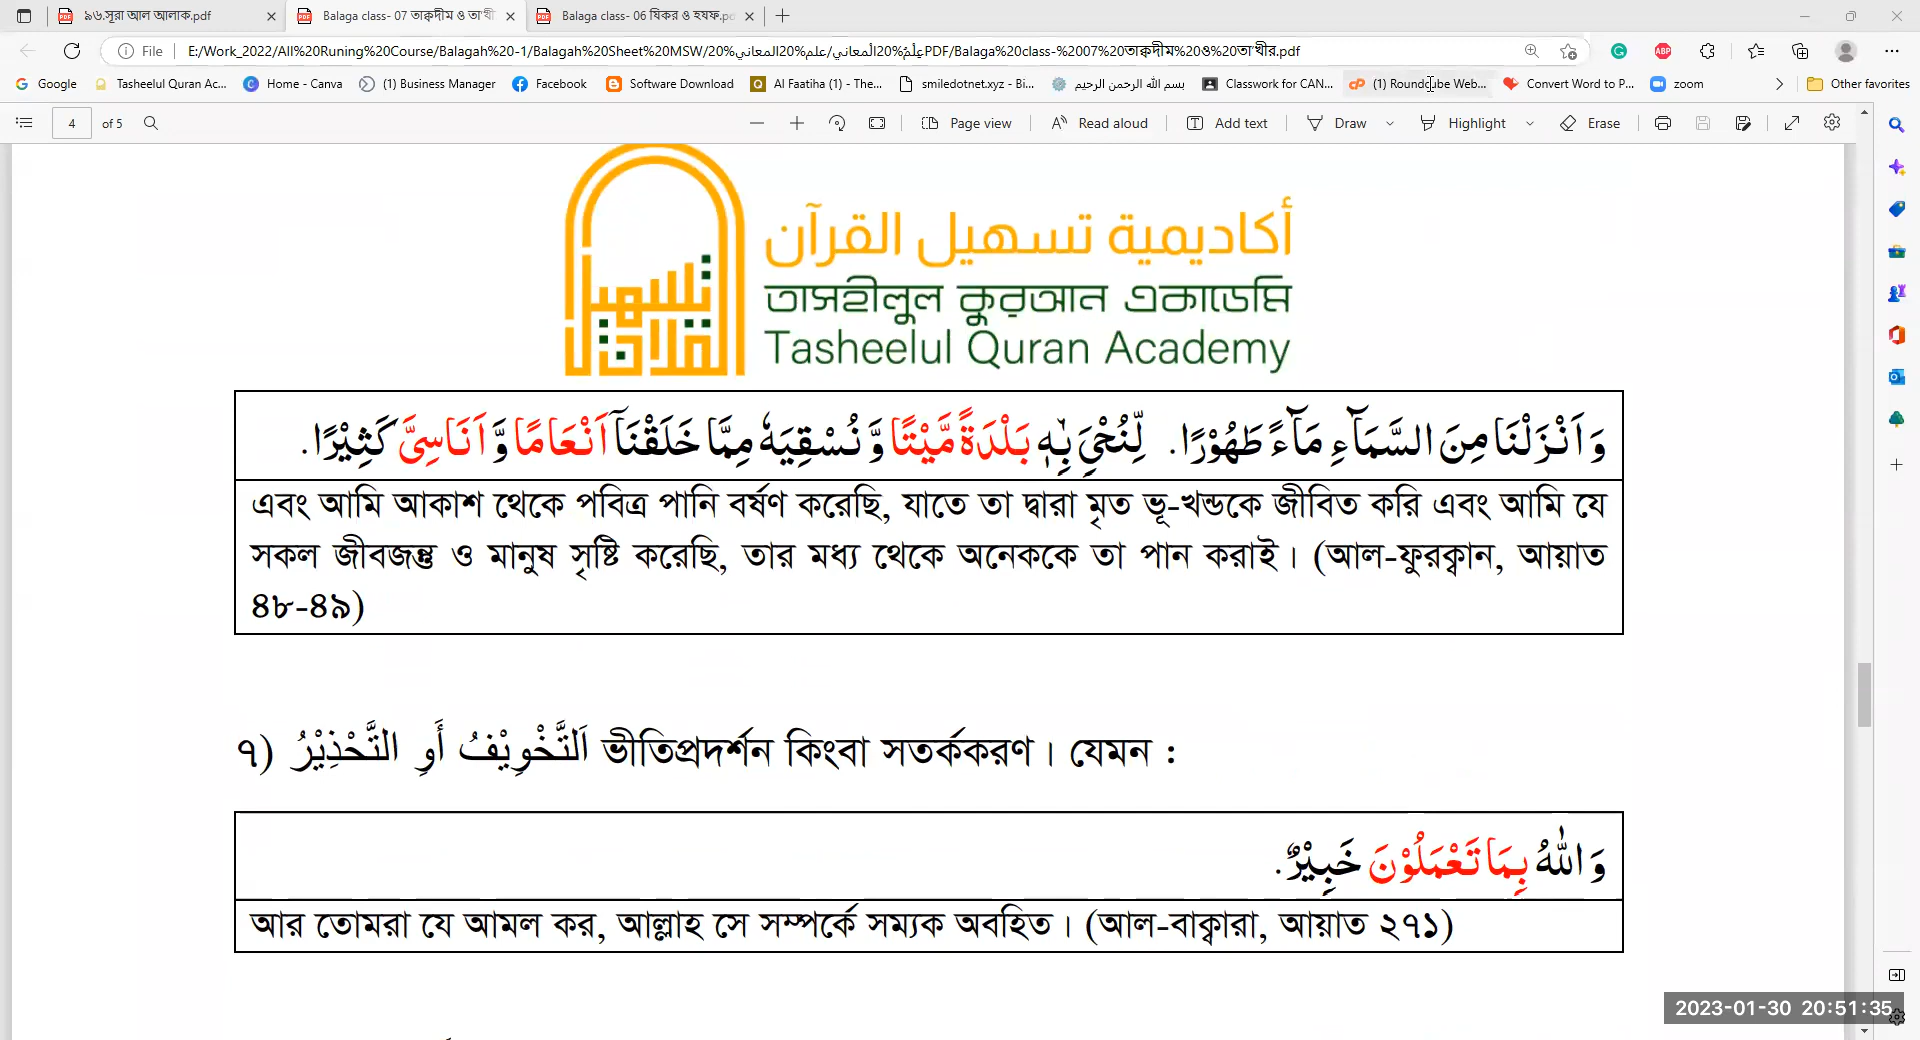 ৯৬.সূরা আল আলাক.pdf
Balaga class- 07 তাক্বদীম ও তা'খী
Balaga class- 06 যিকর ও হযফ.pd
File
E:/Work_2022/All%20Runing%20Course/Balagah%20-1/Balagah%20Sheet%20MSW/
PDF/Balaga%20class-%2007%20তাক্বদীম%20ও%20তা'খীর.pdf
Google
Tasheelul Quran Ac...
Home - Canva
(1) Business Manager
Facebook
Software Download
Al Faatiha (1) - The...
smiledotnet.xyz - Bi...
بسم الله الرحمن الرحيم
Classwork for CAN...
(1) Roundcube Web...
Convert Word to P...
zoom
Other favorites
4 of 5
Page view
Read aloud
Add text
Draw
Highlight
Erase
أكاديمية تسهيل القرآن
তাসহীলুল কুরআন একাডেমি
Tasheelul Quran Academy
وَ اَنْزَلْنَا مِنَ السَّمَآءِ مَآءً طَهُوْرًا. لِّنُحْيَِ بِهٖ بَلْدَةً مَّيْتًا وَّ نُسْقِيَهٗ مِمَّا خَلَقْنَآ اَنْعَامًا وَّ اَنَاسِيَّ كَثِيْرًا.
এবং আমি আকাশ থেকে পবিত্র পানি বর্ষণ করেছি, যাতে তা দ্বারা মৃত ভূ-খন্ডকে জীবিত করি এবং আমি যে
সকল জীবজন্তু ও মানুষ সৃষ্টি করেছি, তার মধ্য থেকে অনেককে তা পান করাই। (আল-ফুরক্বান, আয়াত
৪৮-৪৯)
৭) اَلتَّخْوِيْفُ أَوِ التَّحْذِيْرُ ভীতিপ্রদর্শন কিংবা সতর্ককরণ। যেমন :
وَ اللّٰهُ بِمَا تَعْمَلُوْنَ خَبِيْرٌ.
আর তোমরা যে আমল কর, আল্লাহ সে সম্পর্কে সম্যক অবহিত। (আল-বাক্বারা, আয়াত ২৭১)
2023-01-30 20:51:35